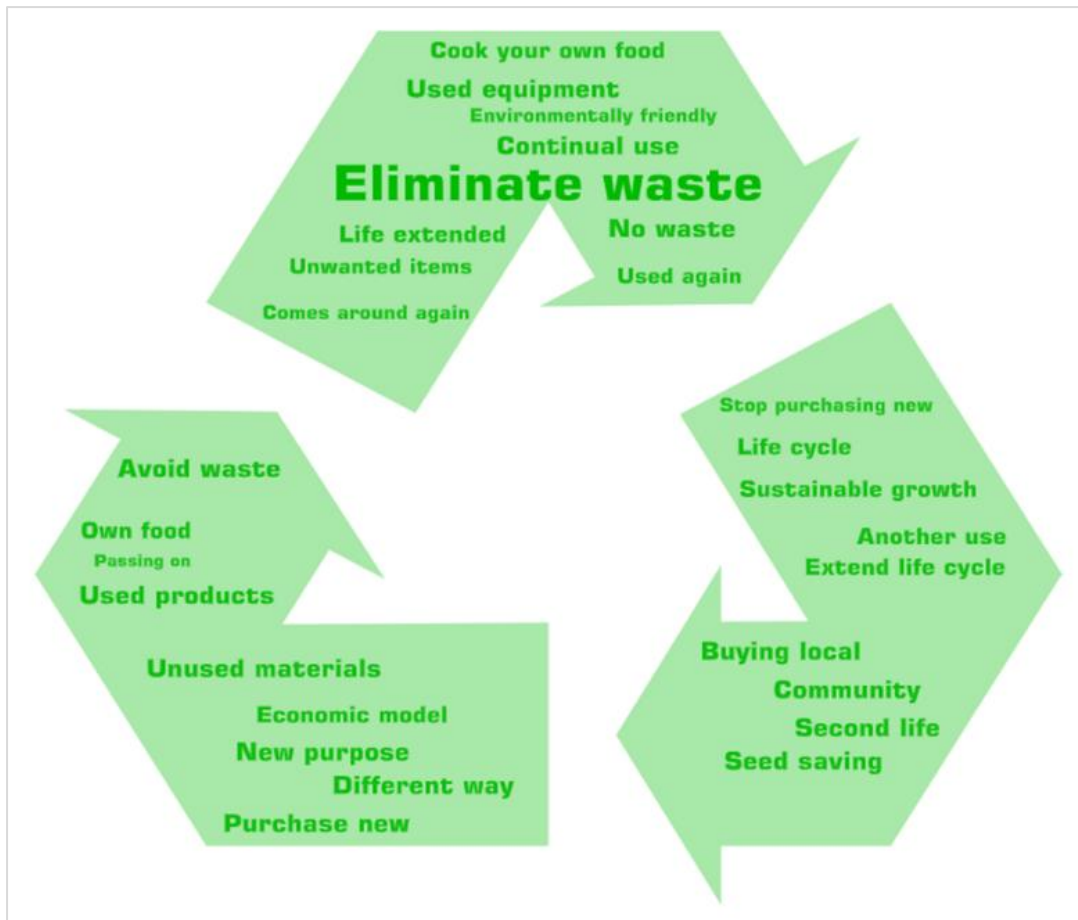 Cook your own food
Used equipment
Environmentally friendly
Continual use
Eliminate waste
Life extended
No waste
Unwanted items
Used again
Comes around again
Stop purchasing new
Life cycle
Sustainable growth
Another use
Extend life cycle
Buying local
Community
Second life
Seed saving
Avoid waste
Own food
Passing on
Used products
Unused materials
Economic model
New purpose
Different way
Purchase new